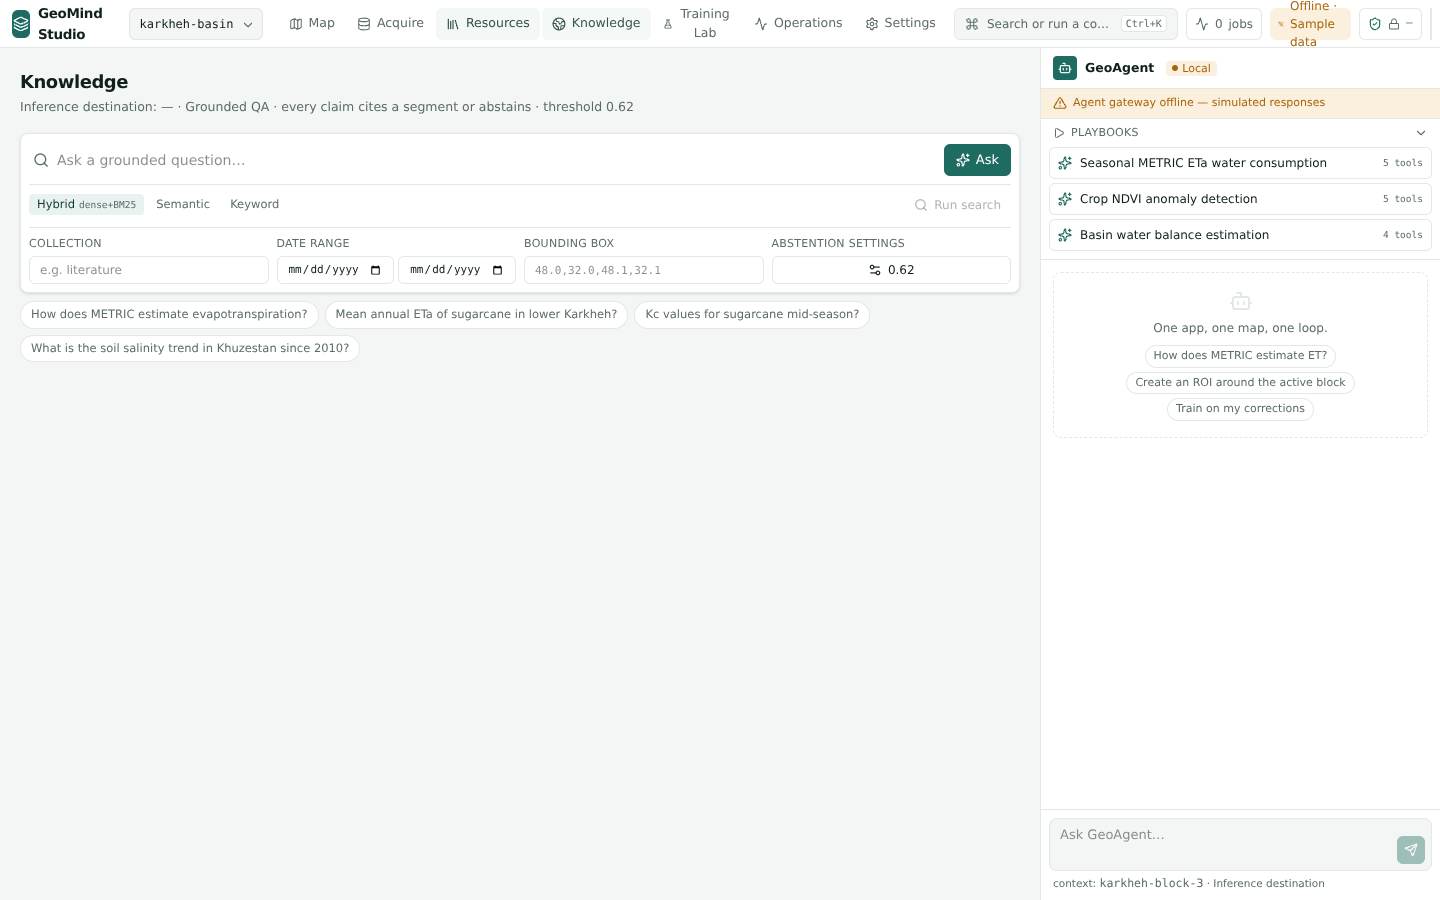 GeoMind
Studio
karkheh-basin
Map
Acquire
Resources
Knowledge
Training
Lab
Operations
Settings
Search or run a co...
Ctrl+K
0 jobs
Offline ·
Sample
data
—
Knowledge
Inference destination: — · Grounded QA · every claim cites a segment or abstains · threshold 0.62
Ask a grounded question...
Ask
Hybrid dense+BM25
Semantic
Keyword
Run search
COLLECTION
DATE RANGE
BOUNDING BOX
ABSTENTION SETTINGS
e.g. literature
mm/dd/yyyy
mm/dd/yyyy
48.0,32.0,48.1,32.1
0.62
How does METRIC estimate evapotranspiration?
Mean annual ETa of sugarcane in lower Karkheh?
Kc values for sugarcane mid-season?
What is the soil salinity trend in Khuzestan since 2010?
GeoAgent
Local
Agent gateway offline — simulated responses
PLAYBOOKS
Seasonal METRIC ETa water consumption
5 tools
Crop NDVI anomaly detection
5 tools
Basin water balance estimation
4 tools
One app, one map, one loop.
How does METRIC estimate ET?
Create an ROI around the active block
Train on my corrections
Ask GeoAgent...
context: karkheh-block-3 · Inference destination